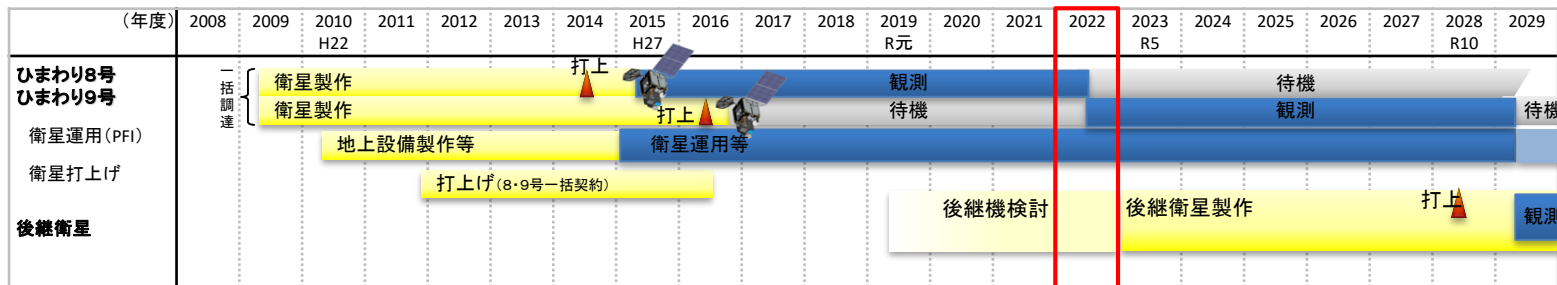 （年度） 2008 2009 2010 2011 2012 2013 2014 2015 2016 2017 2018 2019 2020 2021 2022 2023 2024 2025 2026 2027 2028 2029
H22 H27 R元 R5 R10
ひまわり8号 一括調達 衛星製作 打上 観測 待機
ひまわり9号 衛星製作 打上 待機 観測 待機
衛星運用(PFI) 地上設備製作等 衛星運用等
衛星打上げ 打上げ(8・9号一括契約)
後継機検討 後継衛星製作 打上
後継衛星 観測